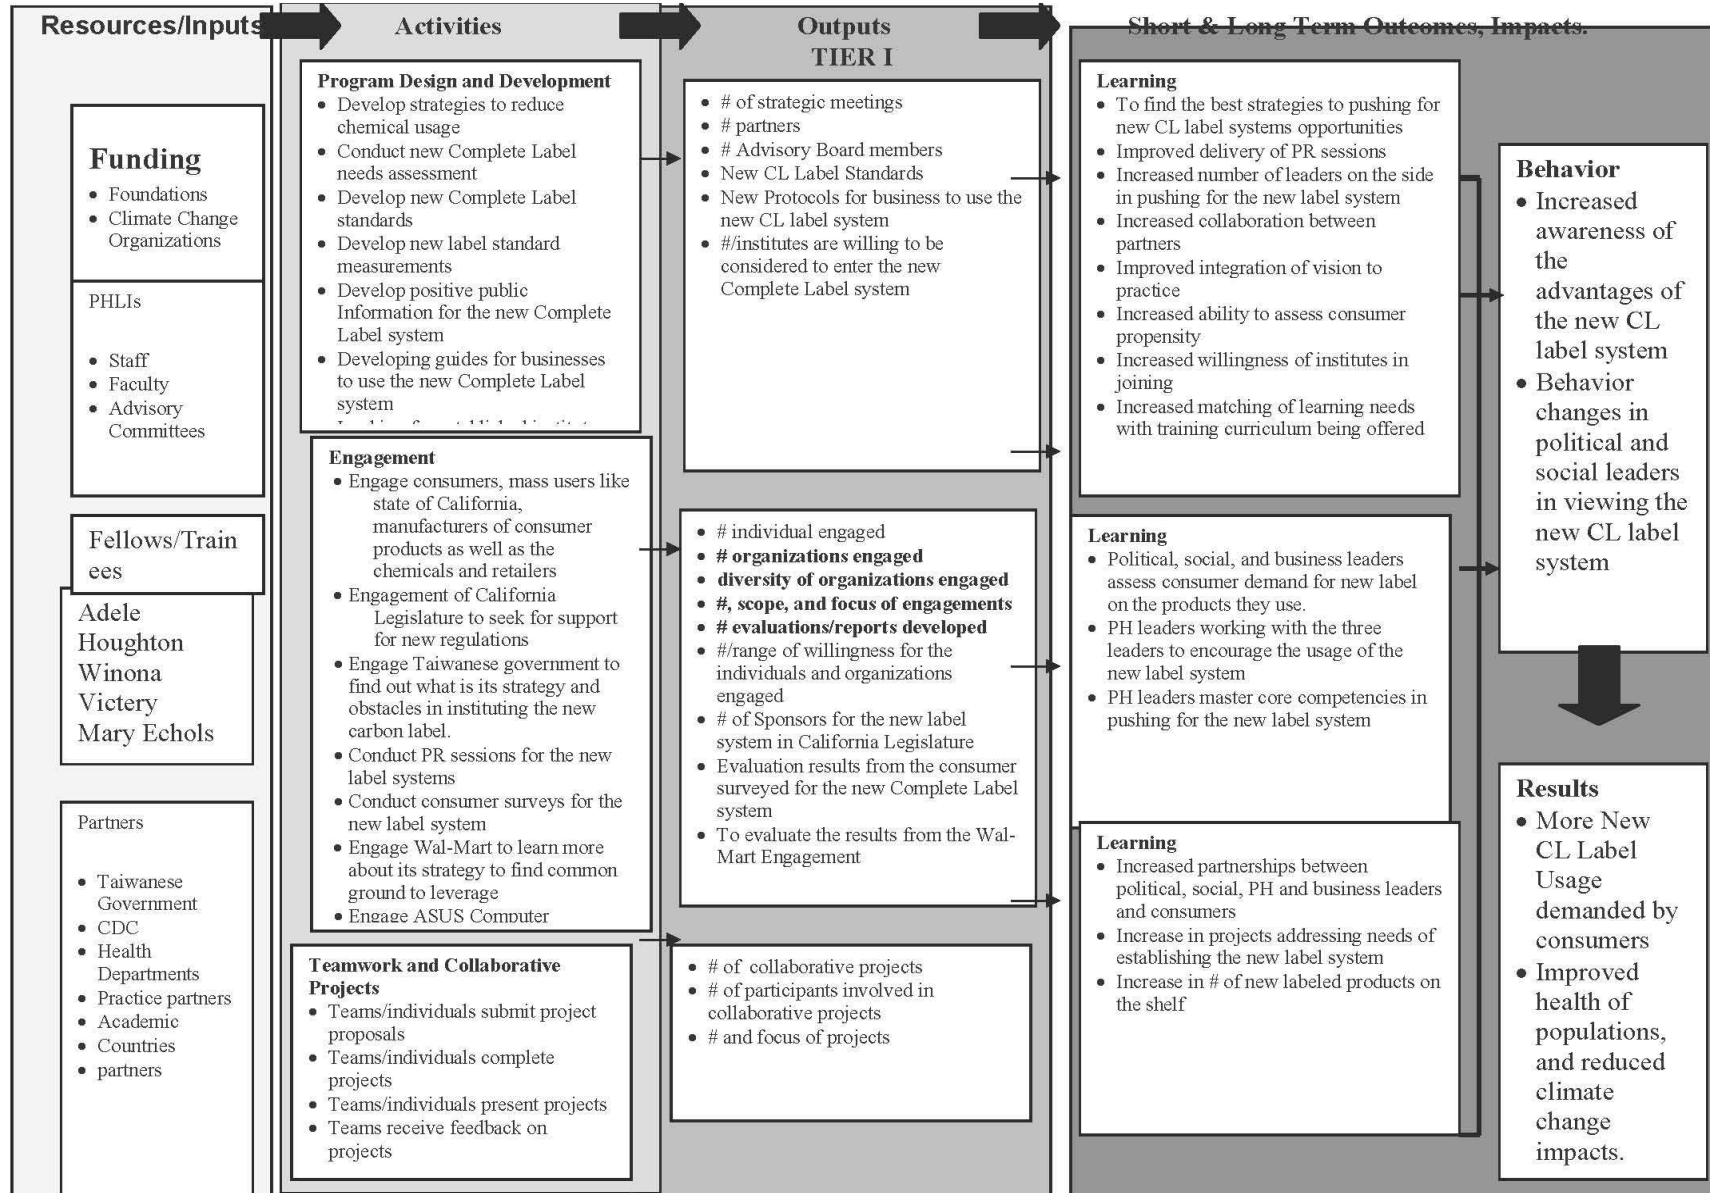 Resources/Inputs
Activities
Outputs
TIER I
Short & Long Term Outcomes, Impacts.
Funding
• Foundations
• Climate Change
Organizations
PHLIs
• Staff
• Faculty
• Advisory
Committees
Fellows/Train
ees
Adele
Houghton
Winona
Victery
Mary Echols
Partners
• Taiwanese
Government
• CDC
• Health
Departments
• Practice partners
• Academic
• Countries
• partners
Program Design and Development
• Develop strategies to reduce
chemical usage
• Conduct new Complete Label
needs assessment
• Develop new Complete Label
standards
• Develop new label standard
measurements
• Develop positive public
Information for the new Complete
Label system
• Developing guides for businesses
to use the new Complete Label
system
Engagement
• Engage consumers, mass users like
state of California,
manufacturers of consumer
products as well as the
chemicals and retailers
• Engagement of California
Legislature to seek for support
for new regulations
• Engage Taiwanese government to
find out what is its strategy and
obstacles in instituting the new
carbon label.
• Conduct PR sessions for the new
label systems
• Conduct consumer surveys for the
new label system
• Engage Wal-Mart to learn more
about its strategy to find common
ground to leverage
• Engage ASUS Computer
Teamwork and Collaborative
Projects
• Teams/individuals submit project
proposals
• Teams/individuals complete
projects
• Teams/individuals present projects
• Teams receive feedback on
projects
• # of strategic meetings
• # partners
• # Advisory Board members
• New CL Label Standards
• New Protocols for business to use the
new CL label system
• #/institutes are willing to be
considered to enter the new
Complete Label system
• # individual engaged
• # organizations engaged
• diversity of organizations engaged
• #, scope, and focus of engagements
• # evaluations/reports developed
• #/range of willingness for the
individuals and organizations
engaged
• # of Sponsors for the new label
system in California Legislature
• Evaluation results from the consumer
surveyed for the new Complete Label
system
• To evaluate the results from the Wal-
Mart Engagement
• # of collaborative projects
• # of participants involved in
collaborative projects
• # and focus of projects
Learning
• To find the best strategies to pushing for
new CL label systems opportunities
• Improved delivery of PR sessions
• Increased number of leaders on the side
in pushing for the new label system
• Increased collaboration between
partners
• Improved integration of vision to
practice
• Increased ability to assess consumer
propensity
• Increased willingness of institutes in
joining
• Increased matching of learning needs
with training curriculum being offered
Learning
• Political, social, and business leaders
assess consumer demand for new label
on the products they use.
• PH leaders working with the three
leaders to encourage the usage of the
new label system
• PH leaders master core competencies in
pushing for the new label system
Learning
• Increased partnerships between
political, social, PH and business leaders
and consumers
• Increase in projects addressing needs of
establishing the new label system
• Increase in # of new labeled products on
the shelf
Behavior
• Increased
awareness of
the
advantages of
the new CL
label system
• Behavior
changes in
political and
social leaders
in viewing the
new CL label
system
Results
• More New
CL Label
Usage
demanded by
consumers
• Improved
health of
populations,
and reduced
climate
change
impacts.